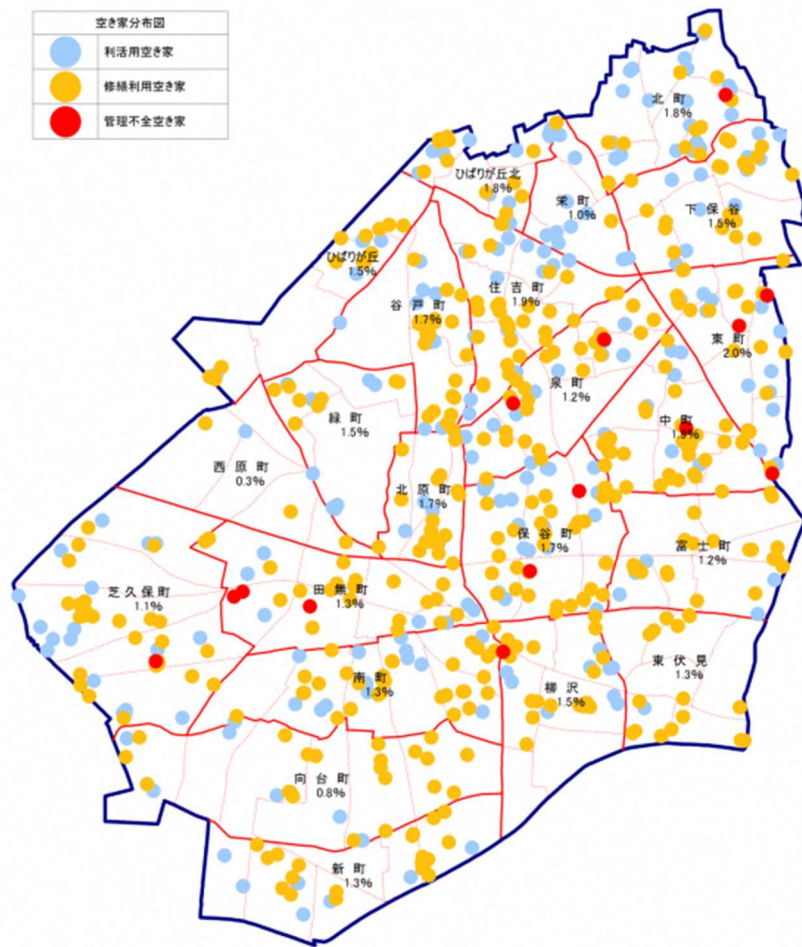 空き家分布図
利活用空き家
修繕利用空き家
管理不全空き家
北町
1.8%
ひばりが丘北
1.8%
栄町
1.0%
下保谷
1.5%
ひばりが丘
1.5%
谷戸町
1.7%
住吉町
1.9%
東町
2.0%
泉町
1.2%
緑町
1.5%
中町
1.9%
西原町
0.3%
北原町
1.7%
保谷町
1.7%
富士町
1.2%
芝久保町
1.1%
田無町
1.3%
東伏見
1.3%
南町
1.3%
柳沢
1.5%
向台町
0.8%
新町
1.3%